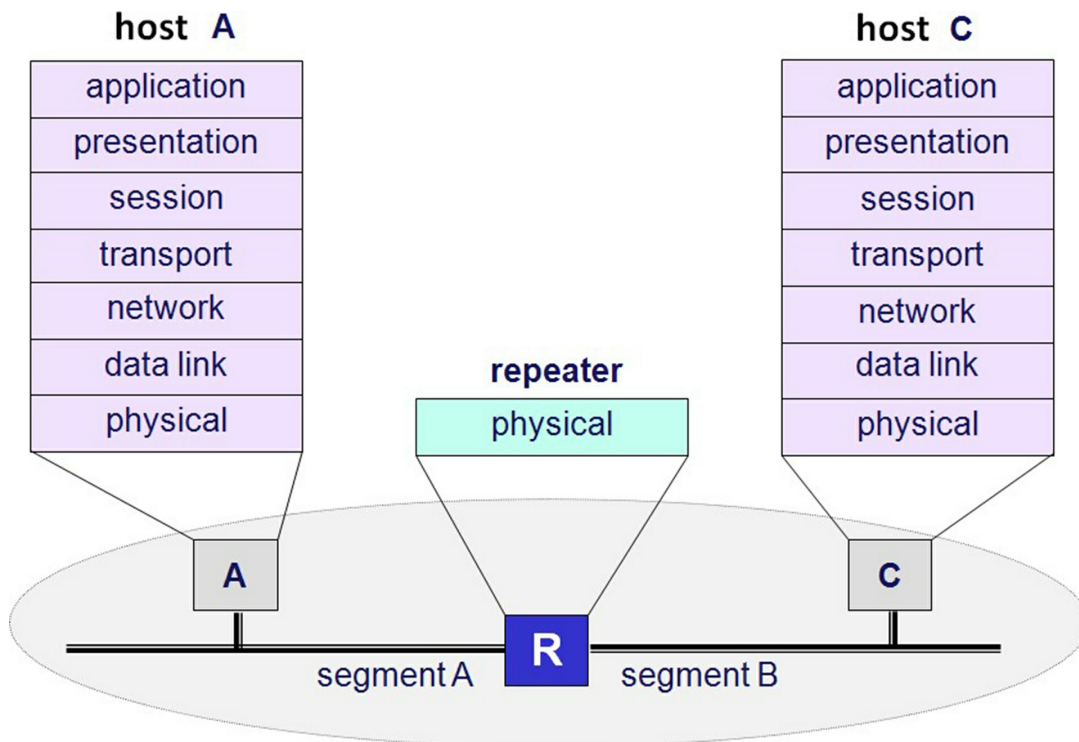 host A
application
presentation
session
transport
network
data link
physical
repeater
physical
host C
application
presentation
session
transport
network
data link
physical
A
R
C
segment A
segment B